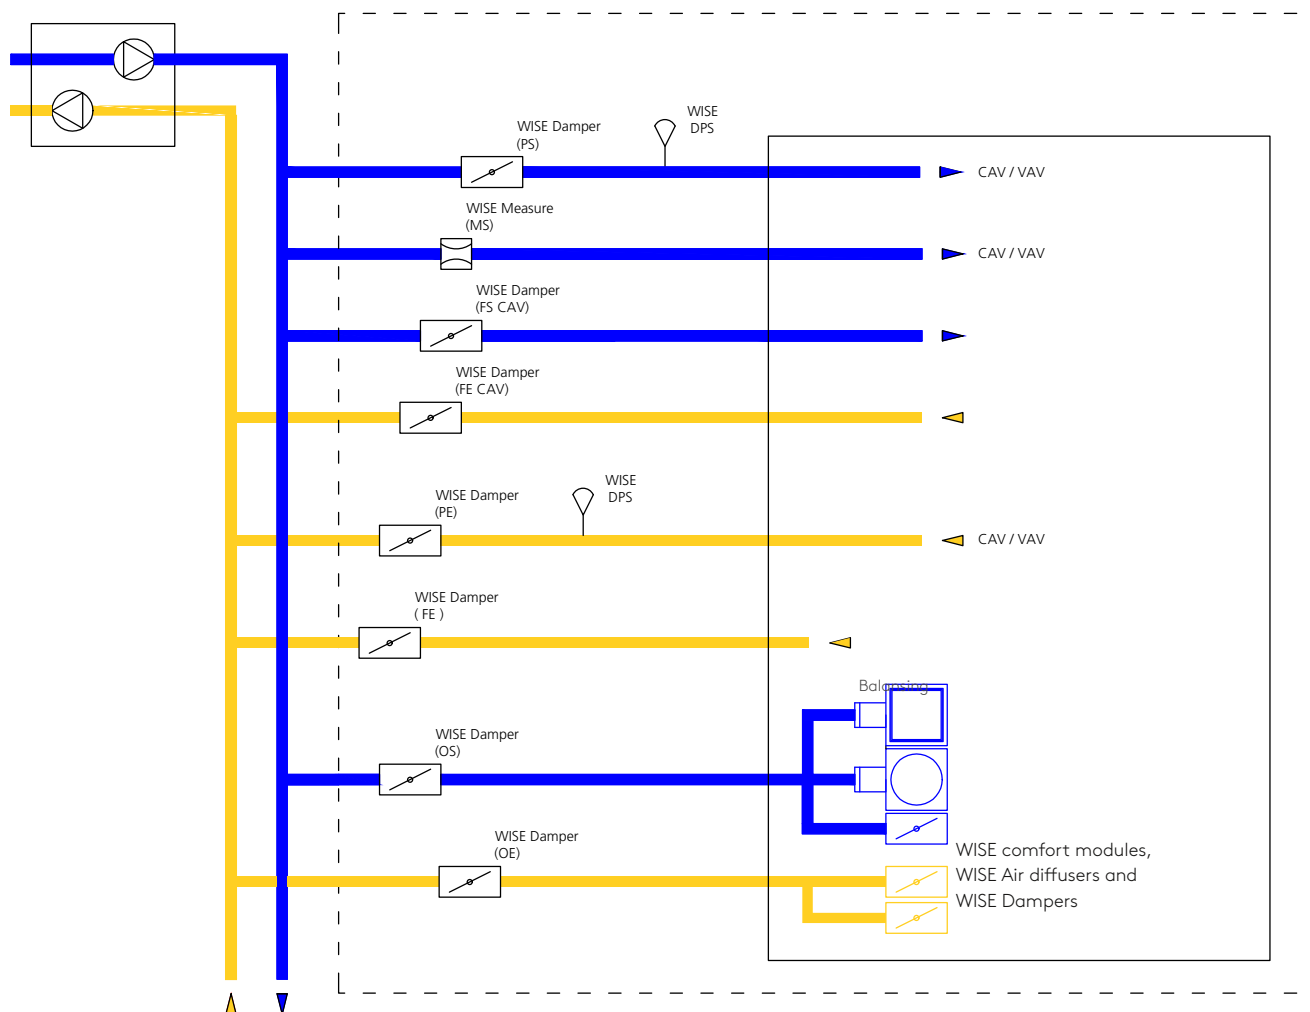 WISE Damper
(PS)
WISE
DPS
CAV / VAV
WISE Measure
(MS)
CAV / VAV
WISE Damper
(FS CAV)
WISE Damper
(FE CAV)
WISE Damper
(PE)
WISE
DPS
CAV / VAV
WISE Damper
( FE )
Balansing
WISE Damper
(OS)
WISE Damper
(OE)
WISE comfort modules,
WISE Air diffusers and
WISE Dampers